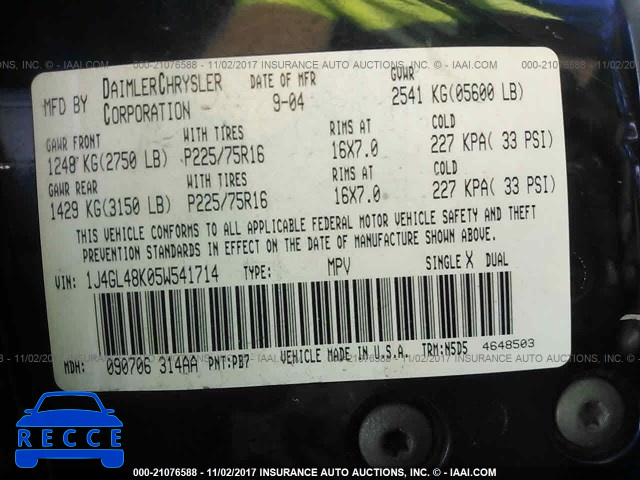 000-21076588 - 11/02/2017 INSURANCE AUTO AUCTIONS, INC. - © IAAI.COM
MFD BY DAIMLERCHRYSLER CORPORATION DATE OF MFR 9-04 GVWR 2541 KG(05600 LB)
GAWR FRONT WITH TIRES RIMS AT COLD
1248 KG(2750 LB) P225/75R16 16X7.0 227 KPA( 33 PSI)
GAWR REAR WITH TIRES RIMS AT COLD
1429 KG(3150 LB) P225/75R16 16X7.0 227 KPA( 33 PSI)
THIS VEHICLE CONFORMS TO ALL APPLICABLE FEDERAL MOTOR VEHICLE SAFETY AND THEFT
PREVENTION STANDARDS IN EFFECT ON THE DATE OF MANUFACTURE SHOWN ABOVE.
VIN: 1J4GL48K05W541714 TYPE: MPV SINGLE X DUAL
MDH: 090706 314AA PNT:PB7 VEHICLE MADE IN U.S.A. TRM:N5D5 4648503
RECCE
000-21076588 - 11/02/2017 INSURANCE AUTO AUCTIONS, INC. - © IAAI.COM